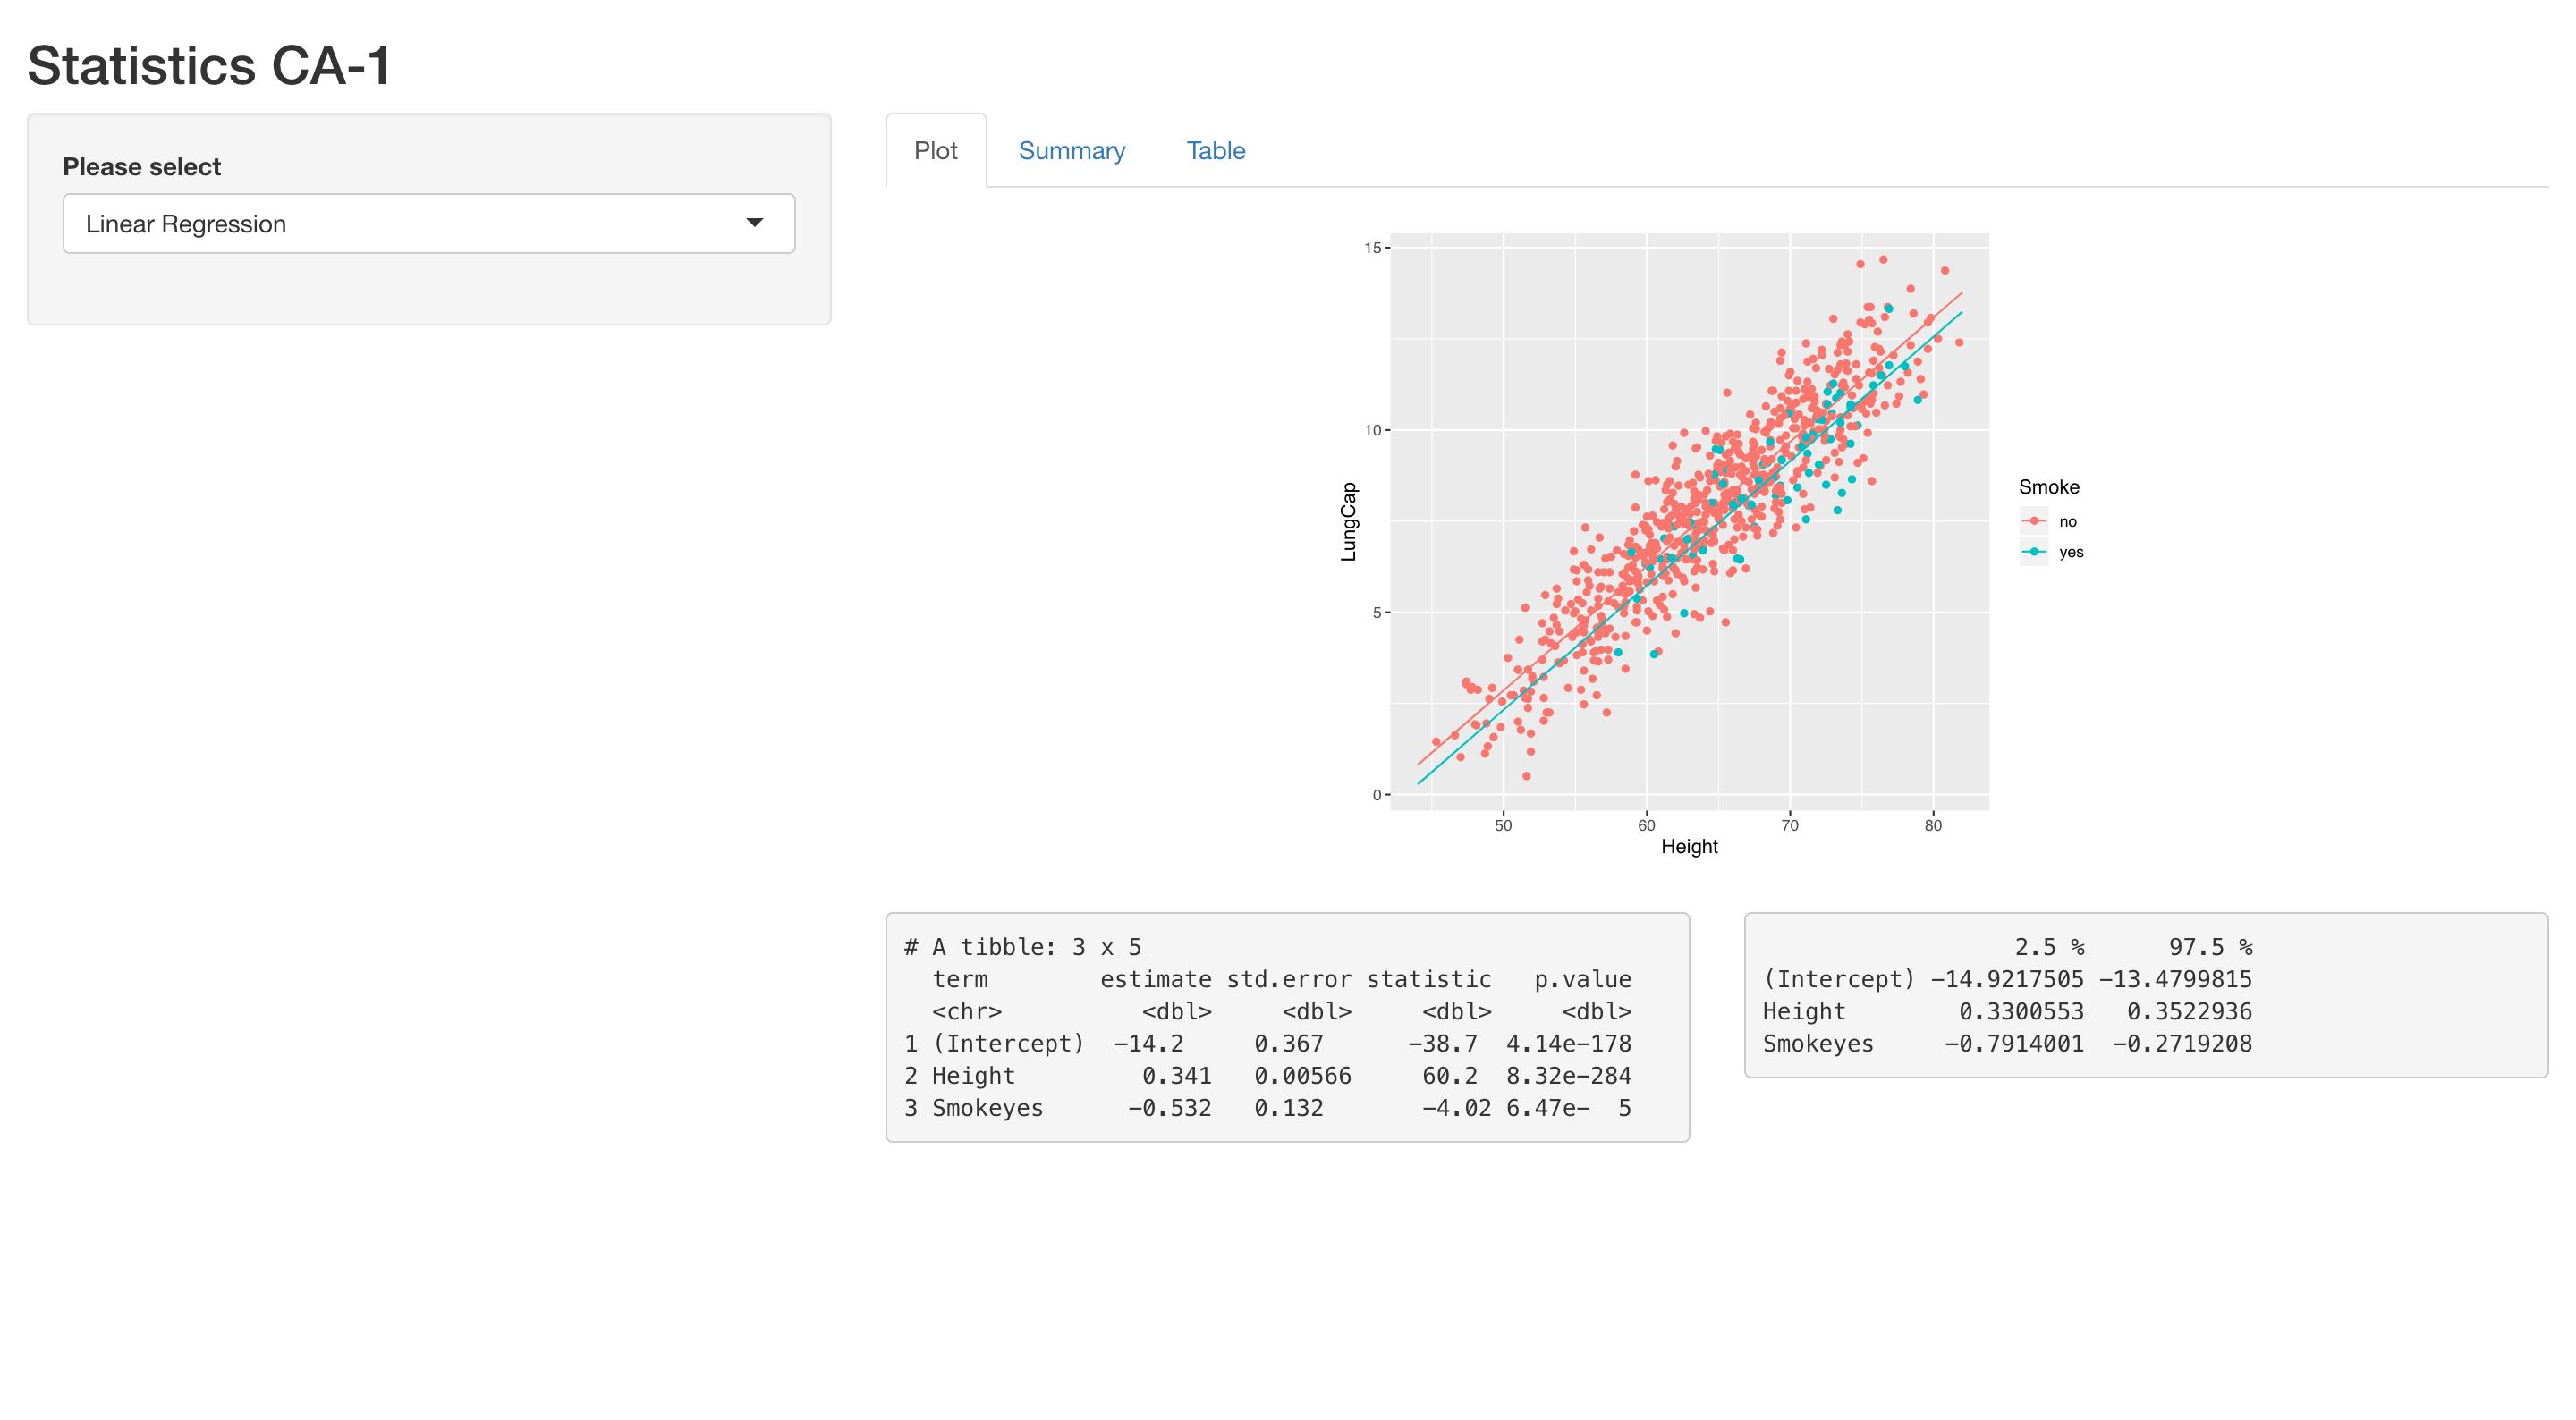 Statistics CA-1
Please select
Linear Regression
Plot
Summary
Table
15
10
5
0
LungCap
50
60
70
80
Height
Smoke
no
yes
# A tibble: 3 x 5
term estimate std.error statistic p.value
<chr> <dbl> <dbl> <dbl> <dbl>
1 (Intercept) −14.2 0.367 −38.7 4.14e−178
2 Height 0.341 0.00566 60.2 8.32e−284
3 Smokeyes −0.532 0.132 −4.02 6.47e− 5
2.5 % 97.5 %
(Intercept) −14.9217505 −13.4799815
Height 0.3300553 0.3522936
Smokeyes −0.7914001 −0.2719208